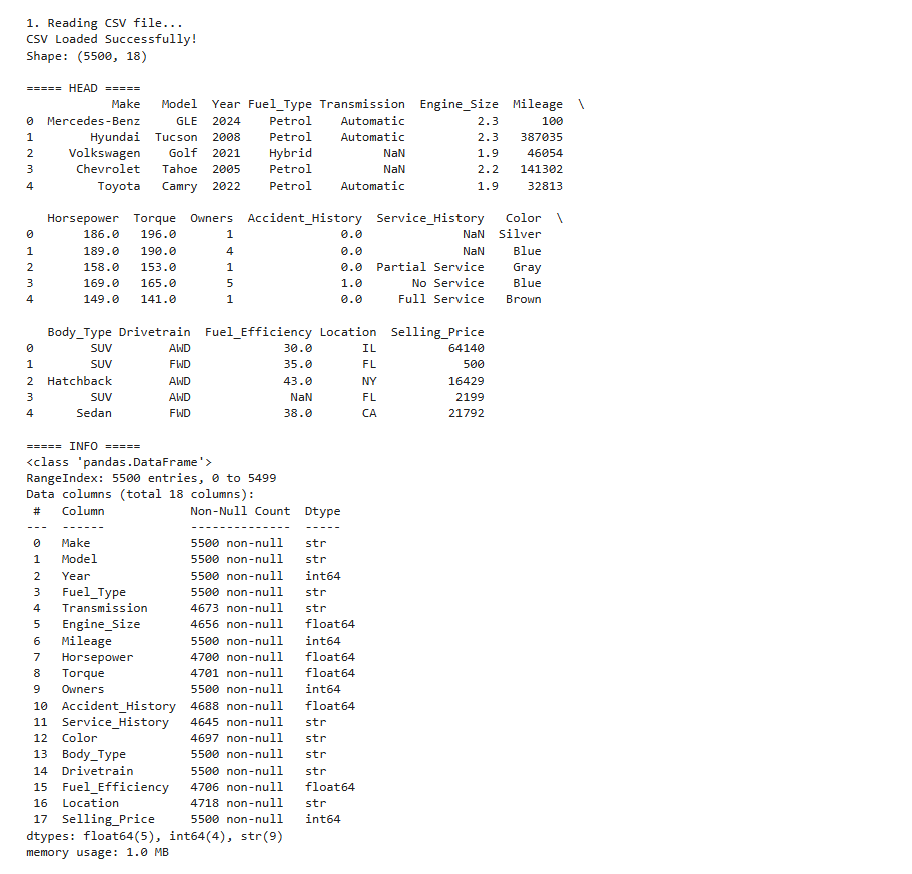 1. Reading CSV file...
CSV Loaded Successfully!
Shape: (5500, 18)
===== HEAD =====
Make Model Year Fuel_Type Transmission Engine_Size Mileage \
0 Mercedes-Benz GLE 2024 Petrol Automatic 2.3 100
1 Hyundai Tucson 2008 Petrol Automatic 2.3 387035
2 Volkswagen Golf 2021 Hybrid NaN 1.9 46054
3 Chevrolet Tahoe 2005 Petrol NaN 2.2 141302
4 Toyota Camry 2022 Petrol Automatic 1.9 32813
Horsepower Torque Owners Accident_History Service_History Color \
0 186.0 196.0 1 0.0 NaN Silver
1 189.0 190.0 4 0.0 NaN Blue
2 158.0 153.0 1 0.0 Partial Service Gray
3 169.0 165.0 5 1.0 No Service Blue
4 149.0 141.0 1 0.0 Full Service Brown
Body_Type Drivetrain Fuel_Efficiency Location Selling_Price
0 SUV AWD 30.0 IL 64140
1 SUV FWD 35.0 FL 500
2 Hatchback AWD 43.0 NY 16429
3 SUV AWD NaN FL 2199
4 Sedan FWD 38.0 CA 21792
===== INFO =====
<class 'pandas.DataFrame'>
RangeIndex: 5500 entries, 0 to 5499
Data columns (total 18 columns):
# Column Non-Null Count Dtype
--- ------ -------------- -----
0 Make 5500 non-null str
1 Model 5500 non-null str
2 Year 5500 non-null int64
3 Fuel_Type 5500 non-null str
4 Transmission 4673 non-null str
5 Engine_Size 4656 non-null float64
6 Mileage 5500 non-null int64
7 Horsepower 4700 non-null float64
8 Torque 4701 non-null float64
9 Owners 5500 non-null int64
10 Accident_History 4688 non-null float64
11 Service_History 4645 non-null str
12 Color 4697 non-null str
13 Body_Type 5500 non-null str
14 Drivetrain 5500 non-null str
15 Fuel_Efficiency 4706 non-null float64
16 Location 4718 non-null str
17 Selling_Price 5500 non-null int64
dtypes: float64(5), int64(4), str(9)
memory usage: 1.0 MB